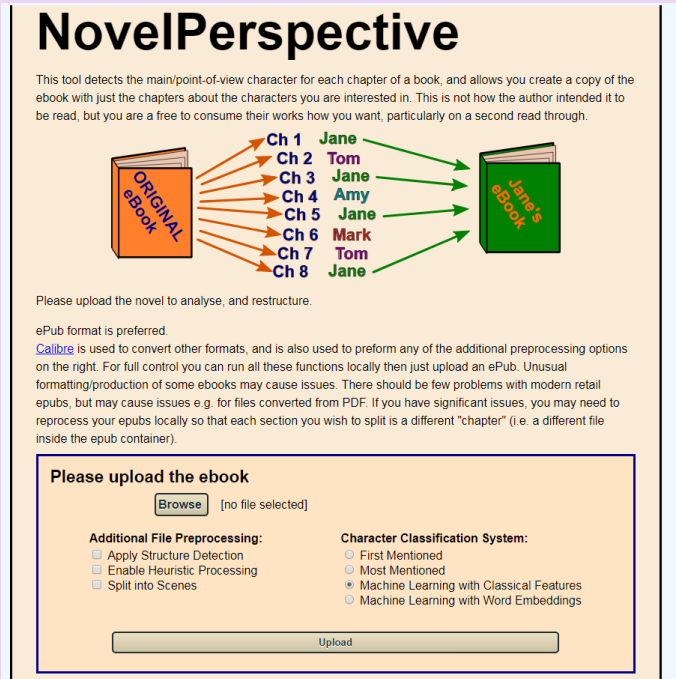 NovelPerspective
This tool detects the main/point-of-view character for each chapter of a book, and allows you create a copy of the
ebook with just the chapters about the characters you are interested in. This is not how the author intended it to
be read, but you are a free to consume their works how you want, particularly on a second read through.
ORIGINAL
eBook
Ch 1 Jane
Ch 2 Tom
Ch 3 Jane
Ch 4 Amy
Ch 5 Jane
Ch 6 Mark
Ch 7 Tom
Ch 8 Jane
Jane's
eBook
Please upload the novel to analyse, and restructure.
ePub format is preferred.
Calibre is used to convert other formats, and is also used to preform any of the additional preprocessing options
on the right. For full control you can run all these functions locally then just upload an ePub. Unusual
formatting/production of some ebooks may cause issues. There should be few problems with modern retail
epubs, but may cause issues e.g. for files converted from PDF. If you have significant issues, you may need to
reprocess your epubs locally so that each section you wish to split is a different "chapter" (i.e. a different file
inside the epub container).
Please upload the ebook
Browse [no file selected]
Additional File Preprocessing:
Apply Structure Detection
Enable Heuristic Processing
Split into Scenes
Character Classification System:
First Mentioned
Most Mentioned
Machine Learning with Classical Features
Machine Learning with Word Embeddings
Upload